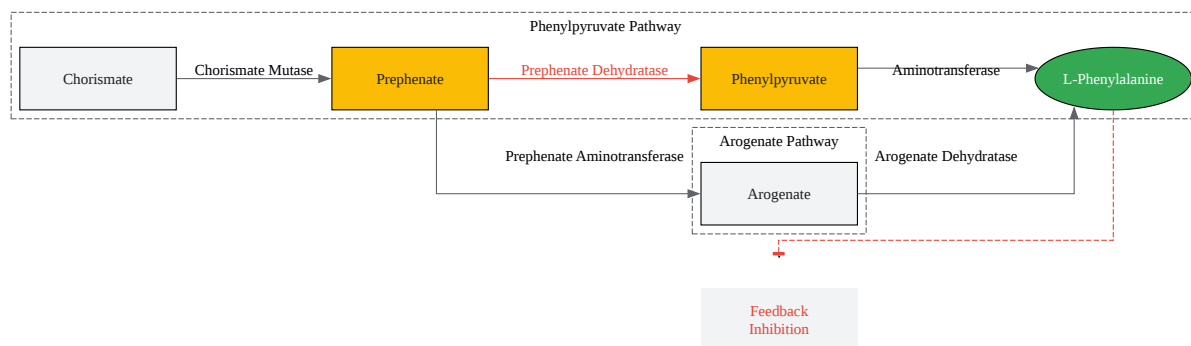 Phenylpyruvate Pathway
Chorismate
Chorismate Mutase
Prephenate
Prephenate Dehydratase
Phenylpyruvate
Aminotransferase
L-Phenylalanine
Prephenate Aminotransferase
Arogenate Pathway
Arogenate
Arogenate Dehydratase
Feedback
Inhibition